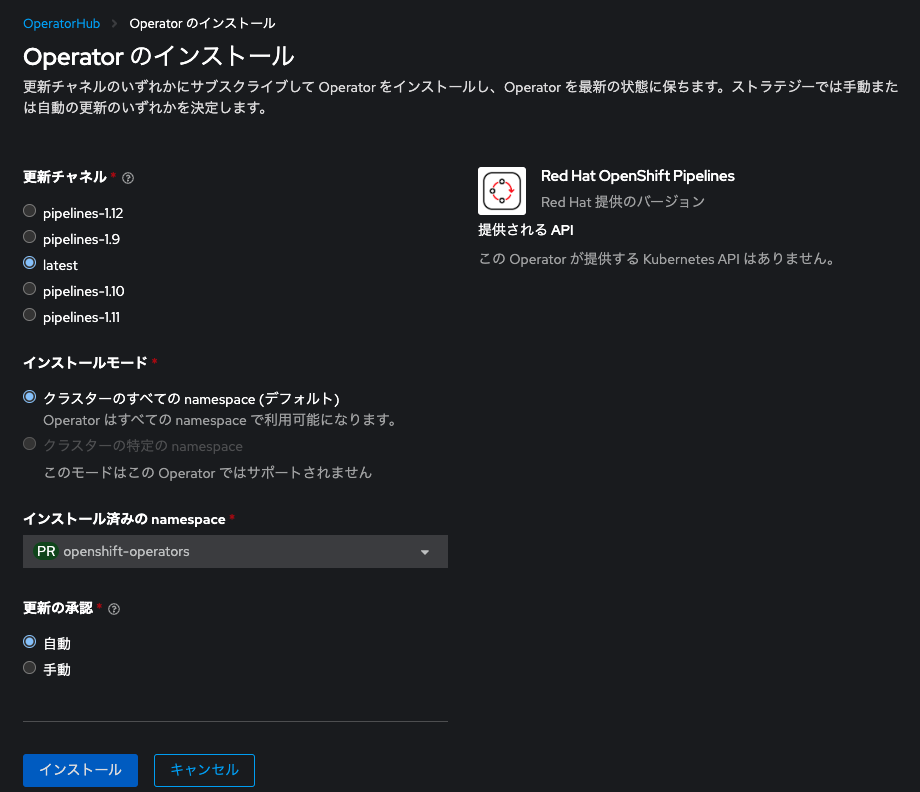 OperatorHub > Operator のインストール
Operator のインストール
更新チャネルのいずれかにサブスクライブして Operator をインストールし、Operator を最新の状態に保ちます。ストラテジーでは手動また
は自動の更新のいずれかを決定します。
更新チャネル *
pipelines-1.12
pipelines-1.9
latest
pipelines-1.10
pipelines-1.11
インストールモード *
クラスターのすべての namespace (デフォルト)
Operator はすべての namespace で利用可能になります。
クラスターの特定の namespace
このモードはこの Operator ではサポートされません
インストール済みの namespace *
PR openshift-operators
更新の承認 *
自動
手動
インストール キャンセル
Red Hat OpenShift Pipelines
Red Hat 提供のバージョン
提供される API
この Operator が提供する Kubernetes API はありません。